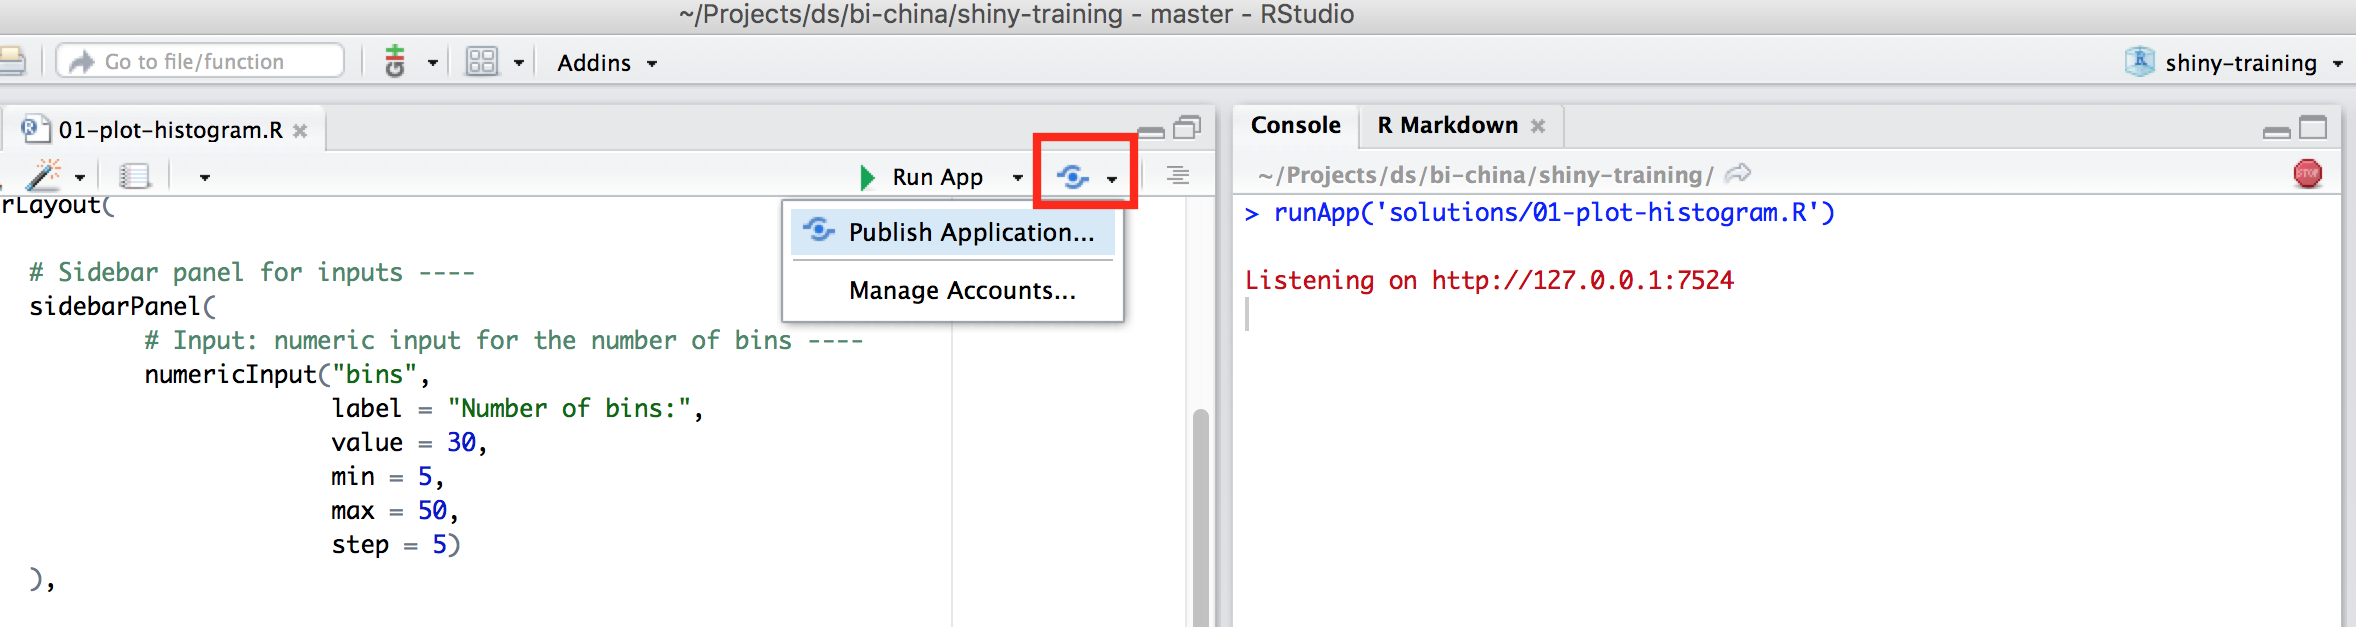 ~/Projects/ds/bi-china/shiny-training - master - RStudio
Go to file/function
Addins
shiny-training
01-plot-histogram.R
Run App
Publish Application...
Manage Accounts...
rLayout(
# Sidebar panel for inputs ----
sidebarPanel(
# Input: numeric input for the number of bins ----
numericInput("bins",
label = "Number of bins:",
value = 30,
min = 5,
max = 50,
step = 5)
),
Console
R Markdown
~/Projects/ds/bi-china/shiny-training/
STOP
> runApp('solutions/01-plot-histogram.R')
Listening on http://127.0.0.1:7524